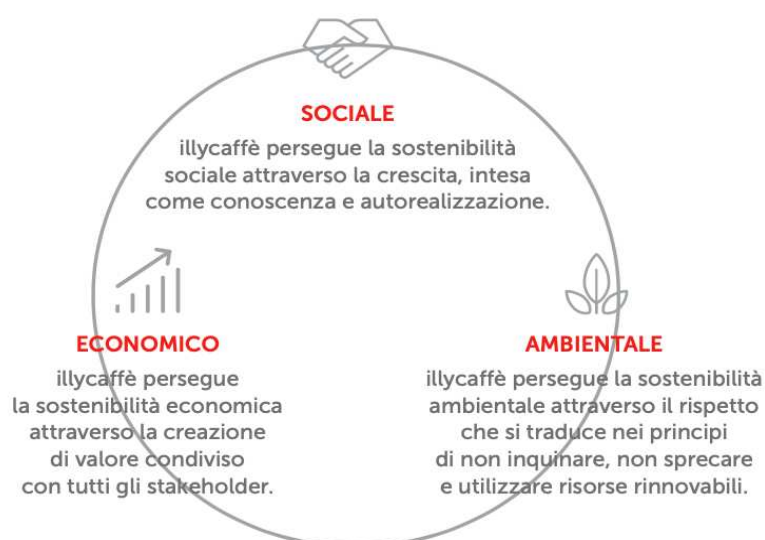 SOCIALE
illycaffè persegue la sostenibilità
sociale attraverso la crescita, intesa
come conoscenza e autorealizzazione.
ECONOMICO
illycaffè persegue
la sostenibilità economica
attraverso la creazione
di valore condiviso
con tutti gli stakeholder.
AMBIENTALE
illycaffè persegue la sostenibilità
ambientale attraverso il rispetto
che si traduce nei principi
di non inquinare, non sprecare
e utilizzare risorse rinnovabili.